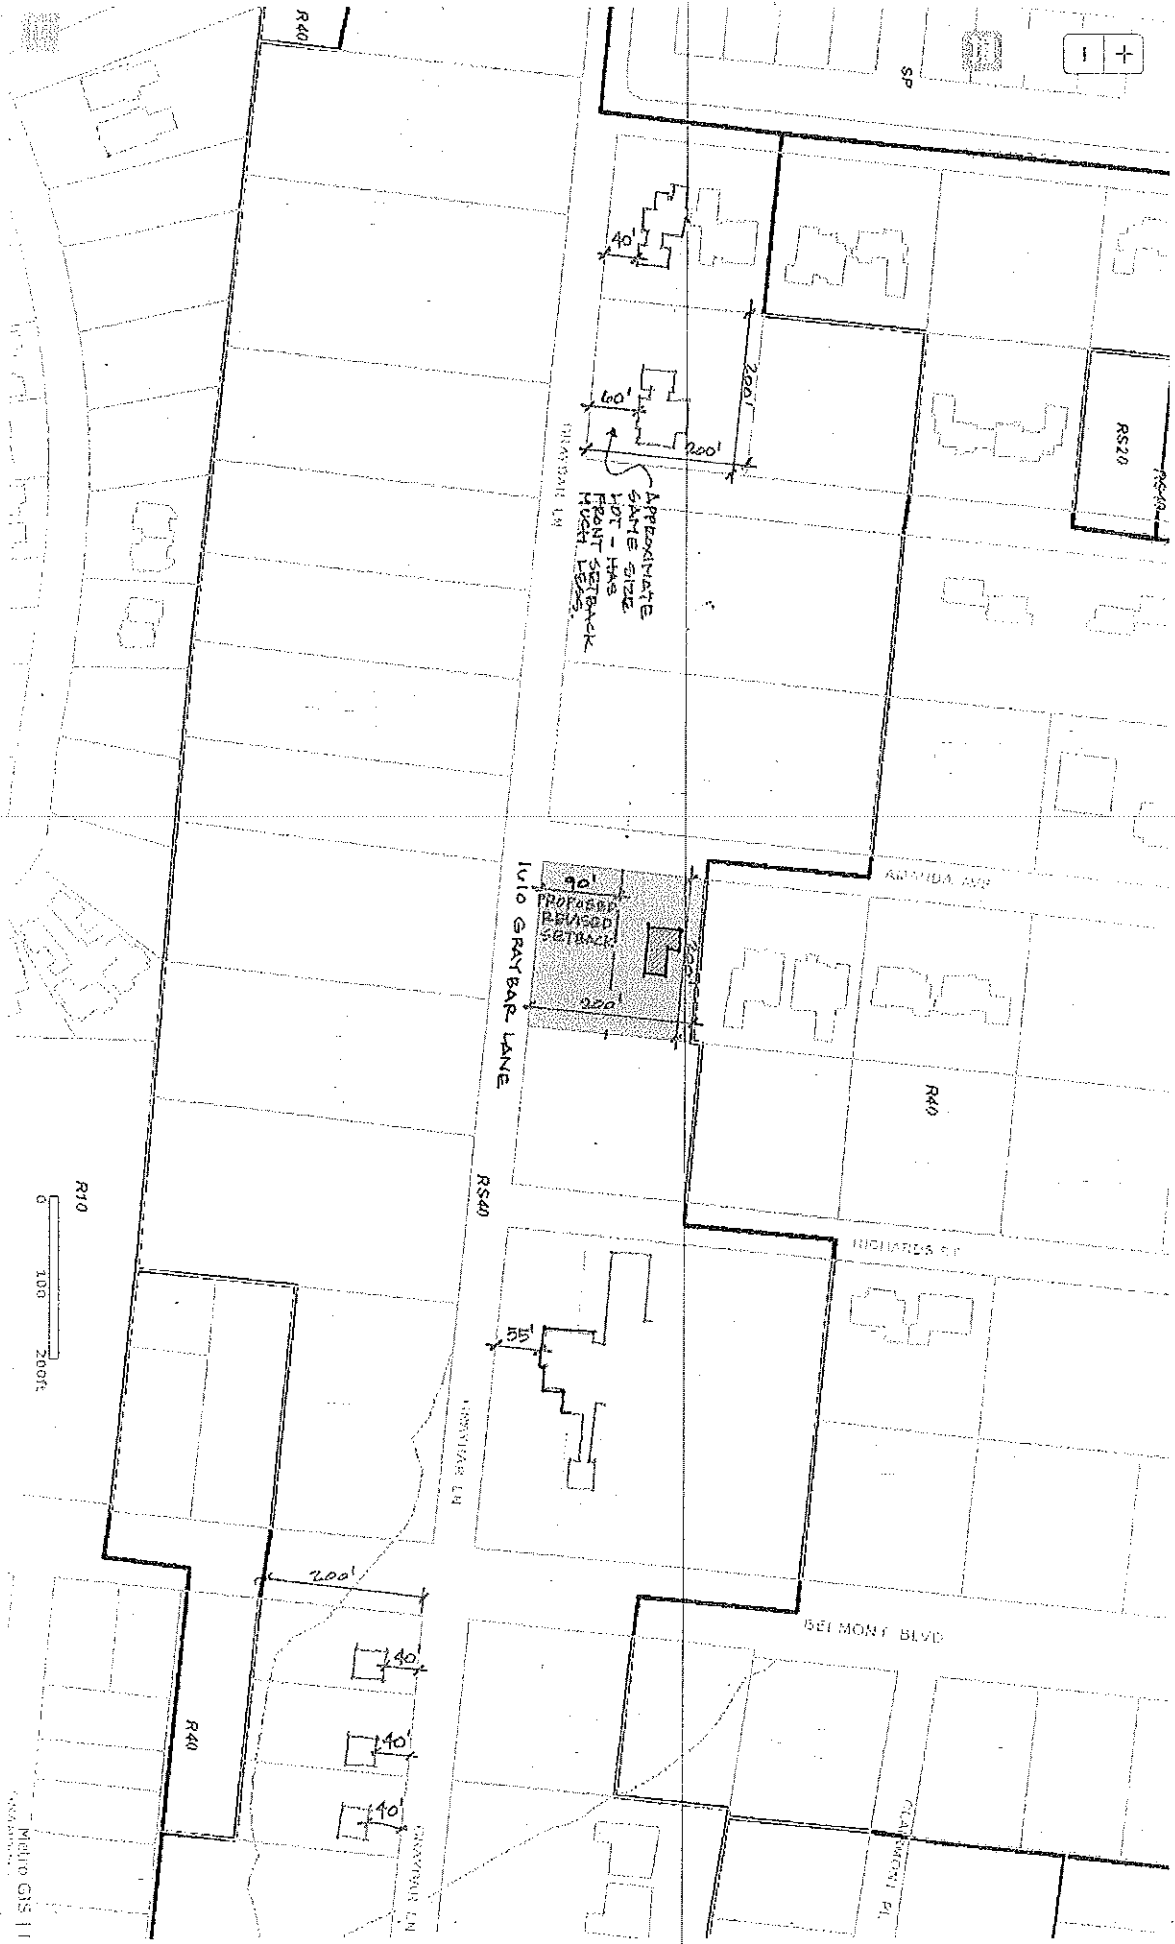 R40
SP
+
-
40'
200'
60'
200'
APPROXIMATE
SAME SIZE
LOT - HAS
FRONT SETBACK
MUCH LESS.
GRAYBAR LN
RS20
AMANDA AVE
90'
PROPOSED
REVISED
SETBACK
200'
200'
1610 GRAYBAR LANE
R40
RS40
RICHARDS ST
R10
0 100 200ft
55'
GRAYBAR LN
BELMONT BLVD
200'
40'
40'
40'
R40
GRAYBAR LN
CLAIRMONT PL
Metro GIS |